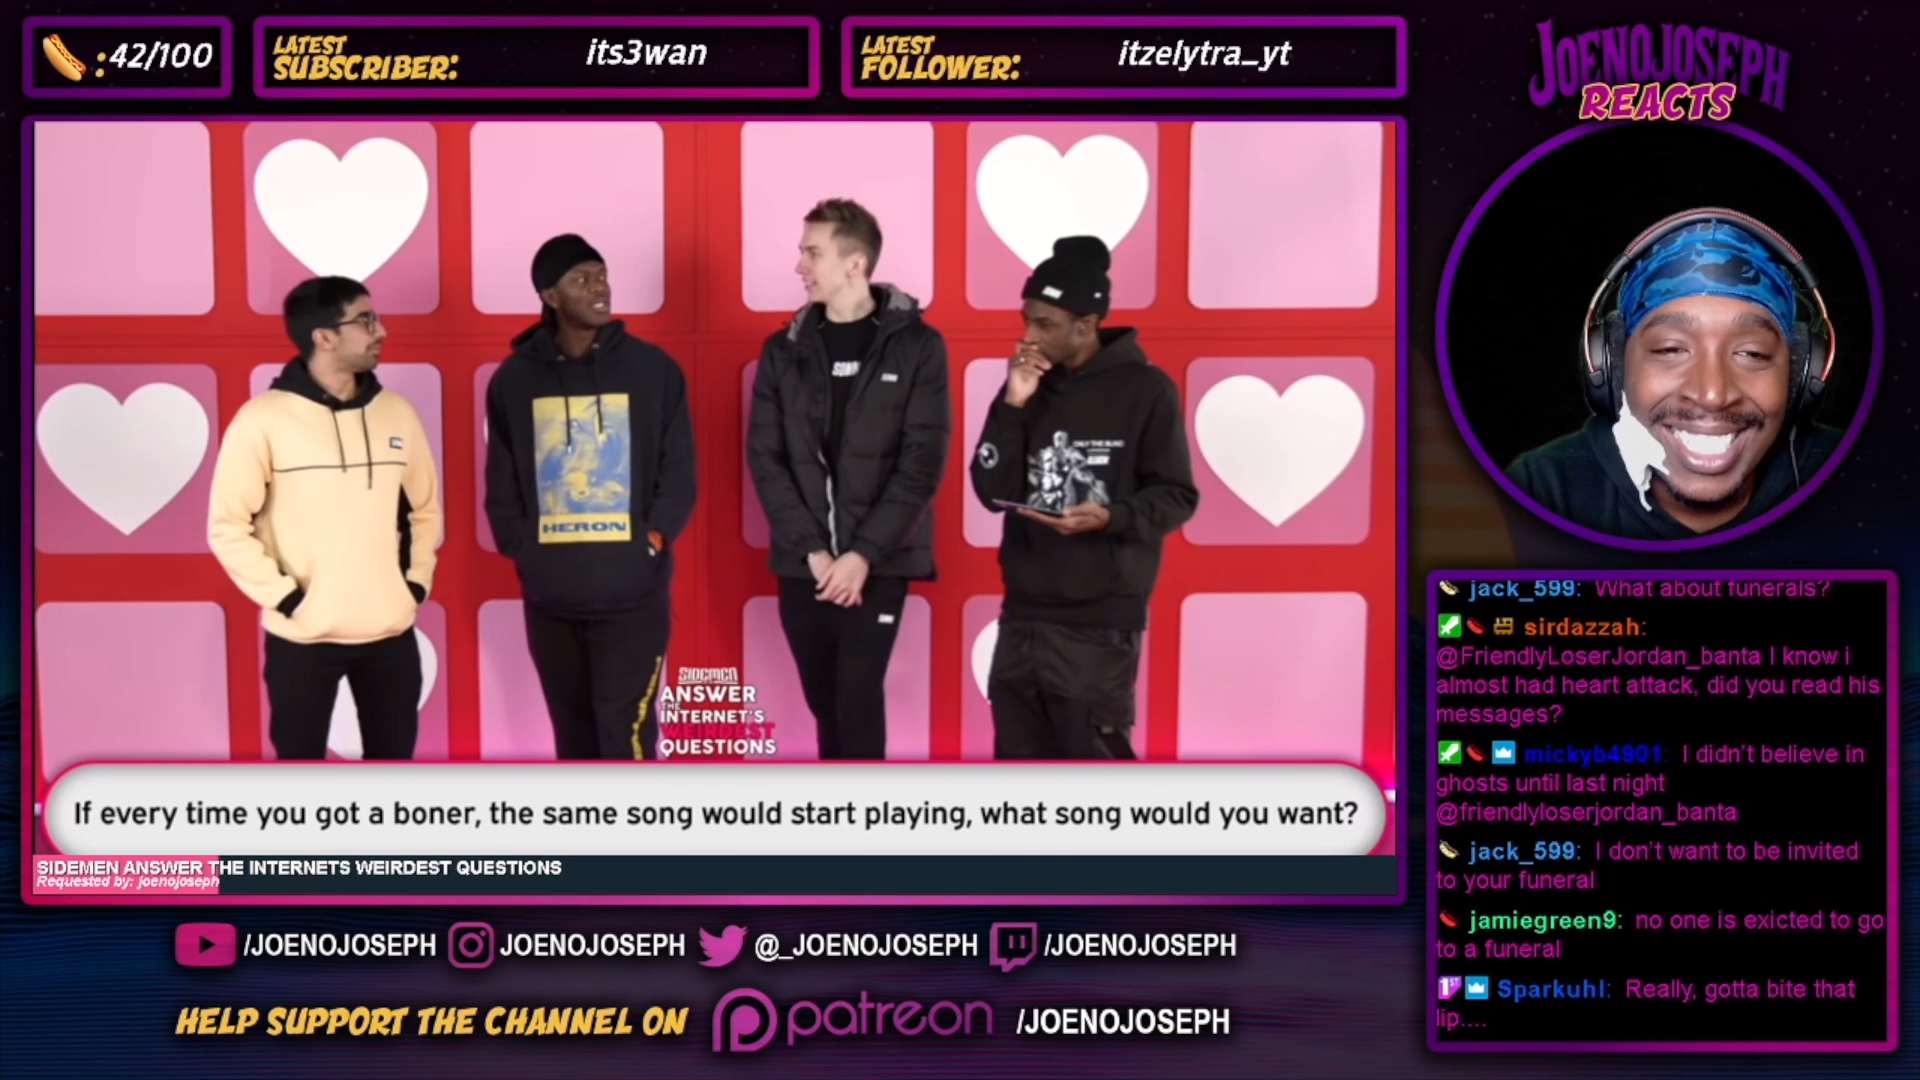 :42/100
LATEST
SUBSCRIBER:
its3wan
LATEST
FOLLOWER:
itzelytra_yt
JOENOJOSEPH
REACTS
HERON
SIDEMEN
ANSWER
THE
INTERNET'S
WEIRDEST
QUESTIONS
If every time you got a boner, the same song would start playing, what song would you want?
SIDEMEN ANSWER THE INTERNETS WEIRDEST QUESTIONS
Requested by: joenojoseph
jack_599: What about funerals?
sirdazzah:
@FriendlyLoserJordan_banta I know i
almost had heart attack, did you read his
messages?
mickyb4901: I didn't believe in
ghosts until last night
@friendlyloserjordan_banta
jack_599: I don't want to be invited
to your funeral
jamiegreen9: no one is exicted to go
to a funeral
1ST Sparkuhl: Really, gotta bite that
lip....
/JOENOJOSEPH
JOENOJOSEPH
@_JOENOJOSEPH
/JOENOJOSEPH
HELP SUPPORT THE CHANNEL ON
patreon
/JOENOJOSEPH